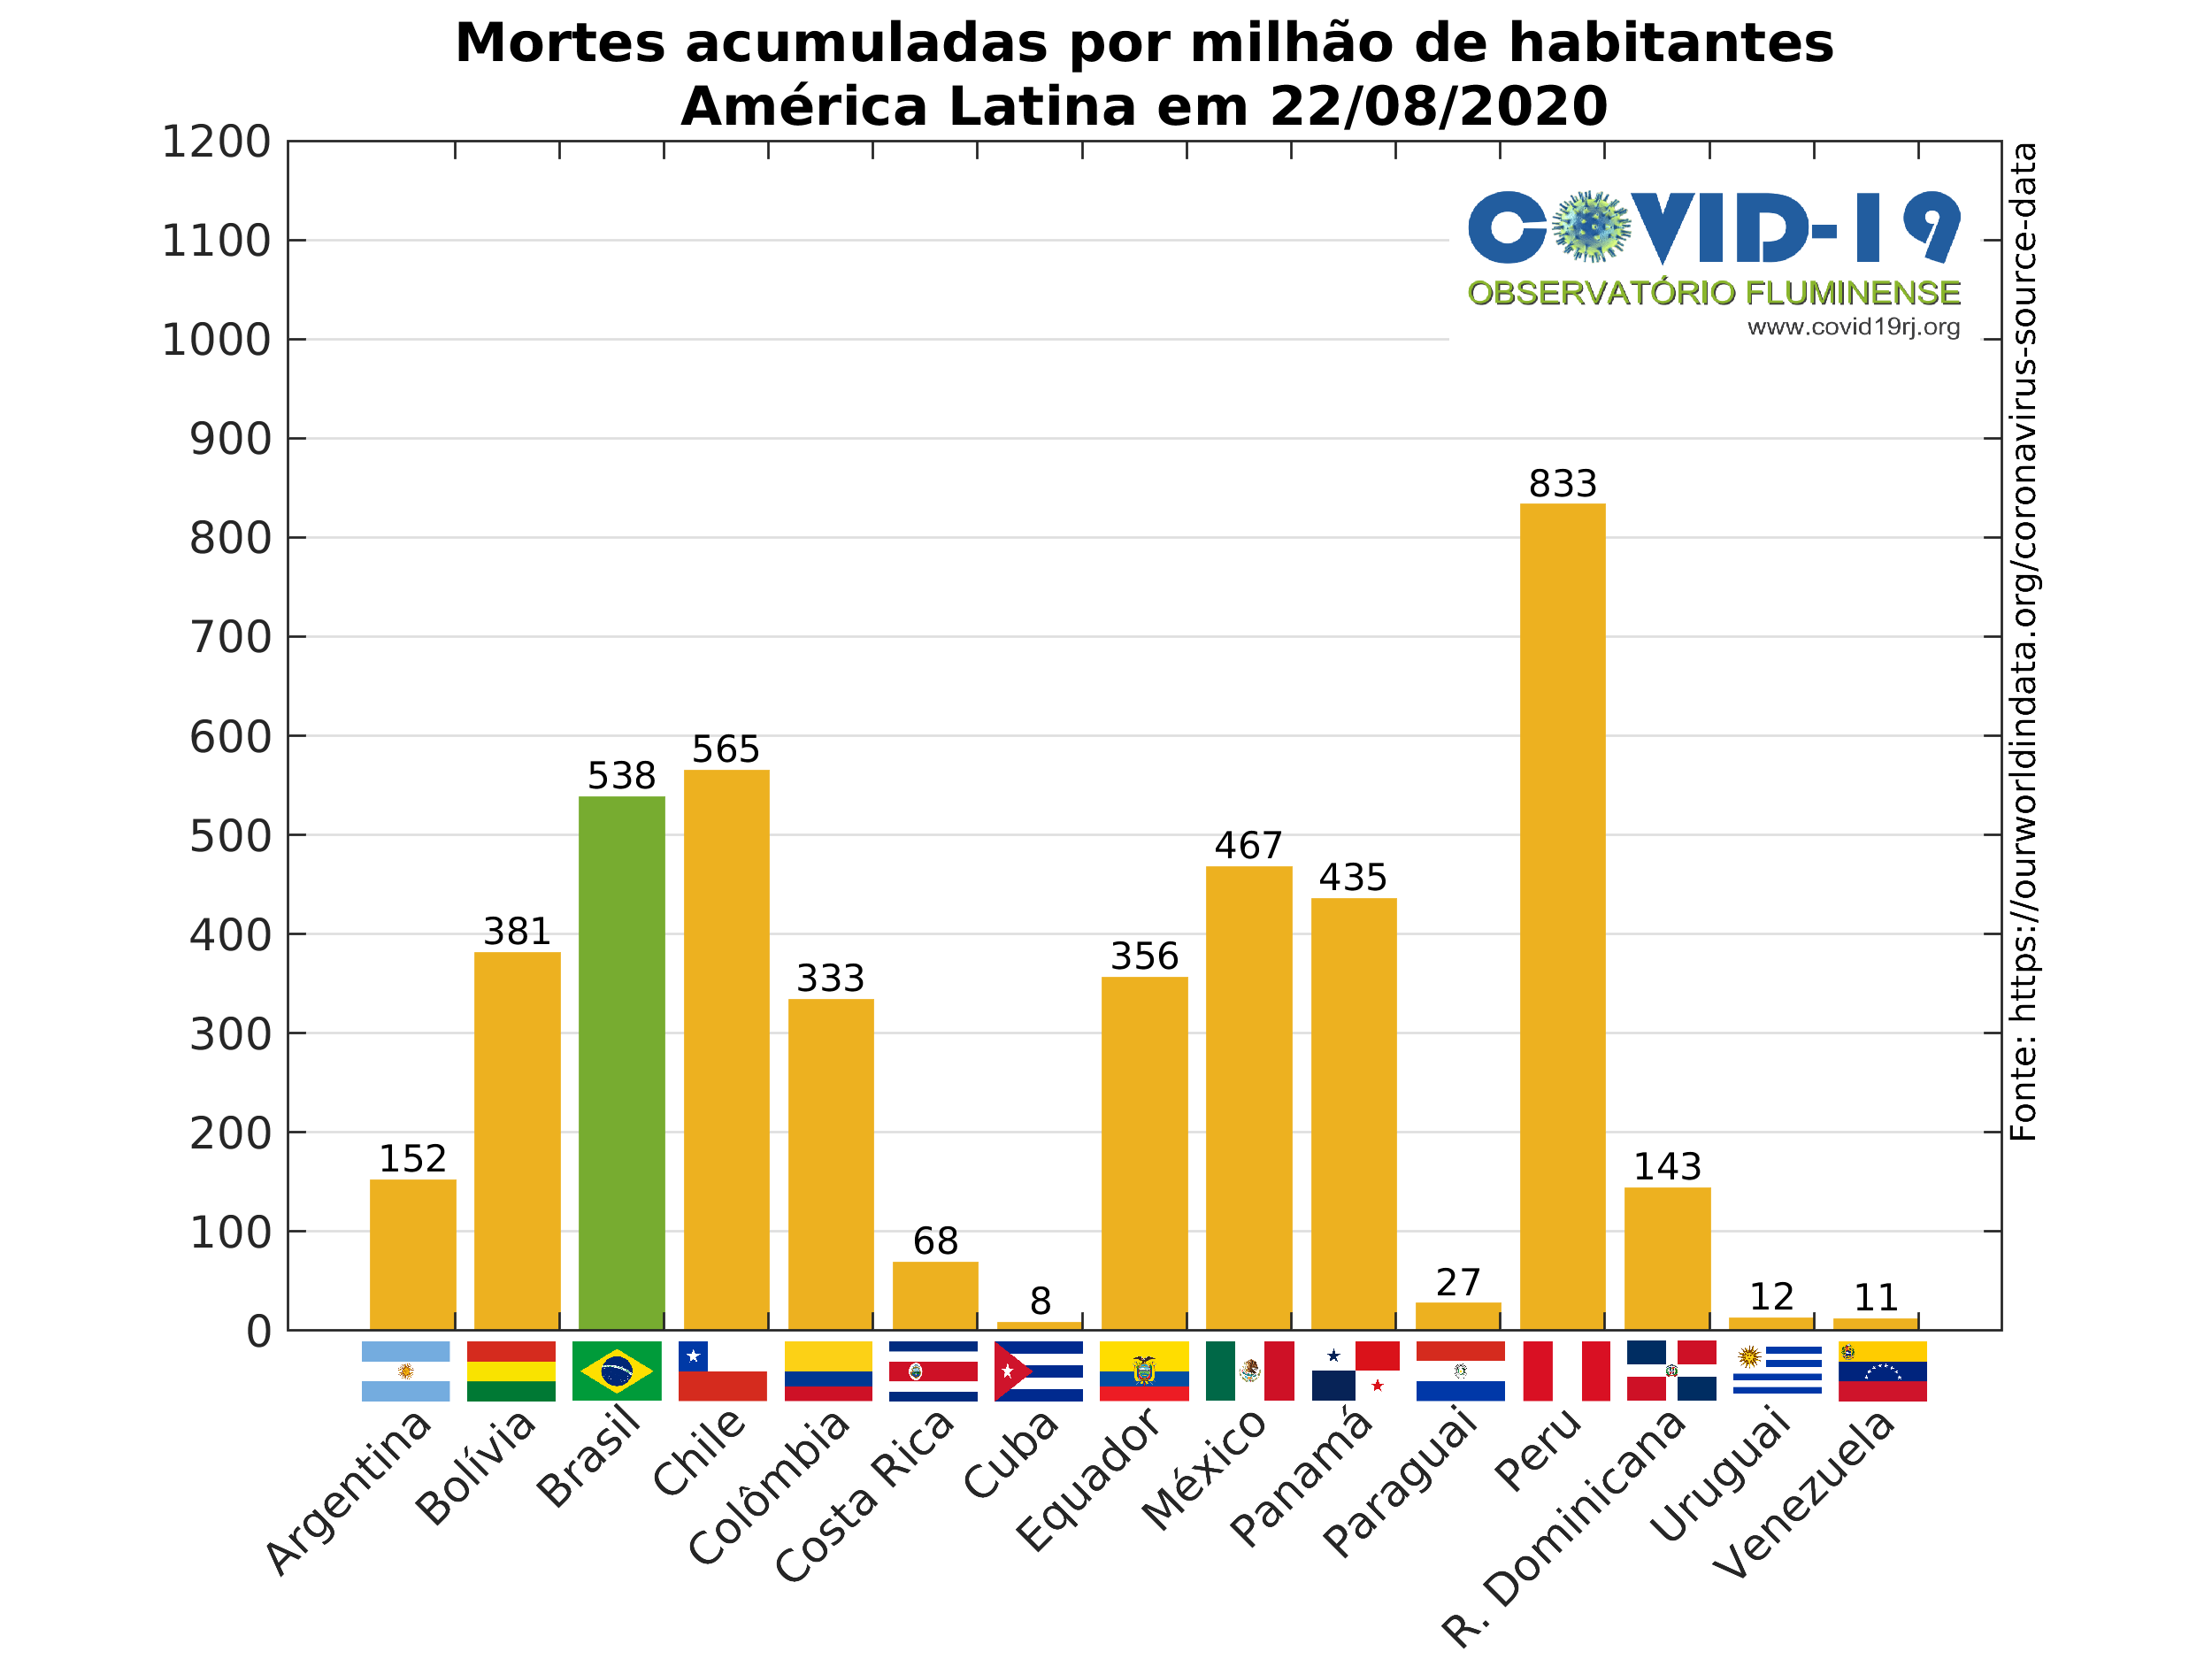 Mortes acumuladas por milhão de habitantes
América Latina em 22/08/2020
1200
1100
1000
900
800
700
600
500
400
300
200
100
0
COVID-19
OBSERVATÓRIO FLUMINENSE
www.covid19rj.org
Fonte: https://ourworldindata.org/coronavirus-source-data
152
381
538
565
333
68
8
356
467
435
27
833
143
12
11
Argentina
Bolívia
Brasil
Chile
Colômbia
Costa Rica
Cuba
Equador
México
Panamá
Paraguai
Peru
R. Dominicana
Uruguai
Venezuela